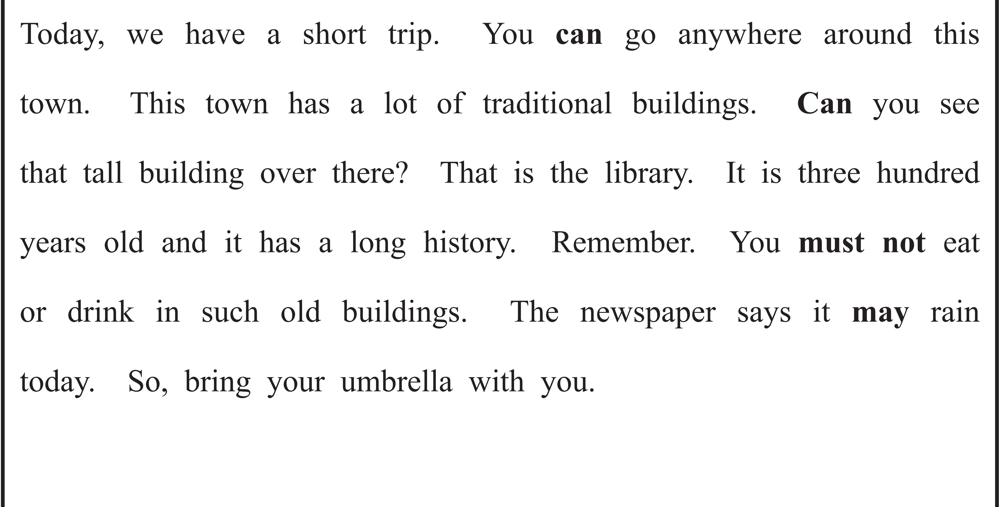 Today, we have a short trip. You can go anywhere around this
town. This town has a lot of traditional buildings. Can you see
that tall building over there? That is the library. It is three hundred
years old and it has a long history. Remember. You must not eat
or drink in such old buildings. The newspaper says it may rain
today. So, bring your umbrella with you.